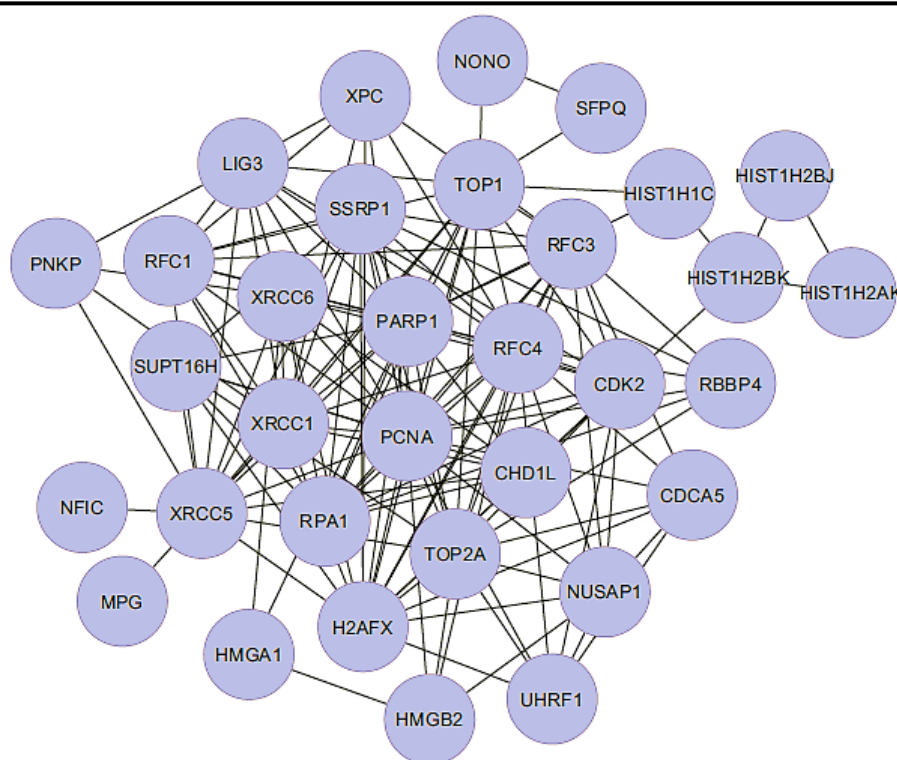 NONO
XPC
SFPQ
LIG3
TOP1
HIST1H2BJ
HIST1H1C
SSRP1
RFC3
PNKP
RFC1
HIST1H2BK
HIST1H2AK
XRCC6
PARP1
RFC4
SUPT16H
CDK2
RBBP4
XRCC1
PCNA
CHD1L
CDCA5
NFIC
XRCC5
RPA1
TOP2A
MPG
NUSAP1
H2AFX
HMGA1
UHRF1
HMGB2